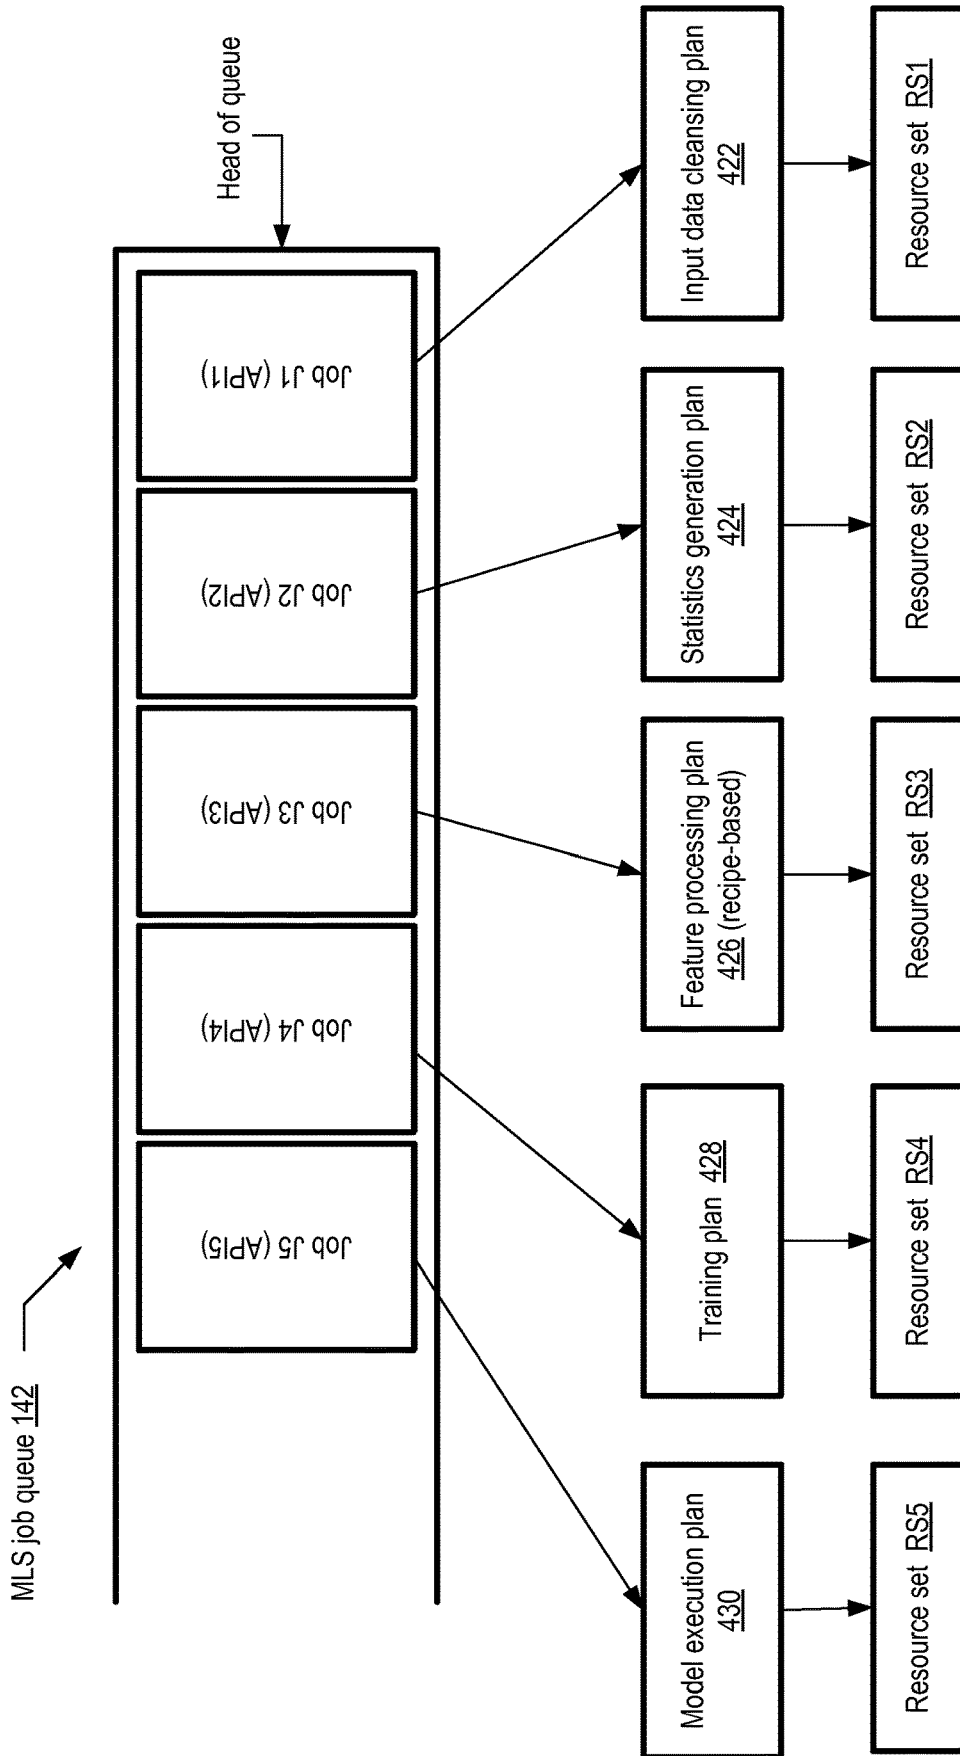 MLS job queue 142
Head of queue
Job J5 (API5)
Job J4 (API4)
Job J3 (API3)
Job J2 (API2)
Job J1 (API1)
Model execution plan
430
Training plan 428
Feature processing plan
426 (recipe-based)
Statistics generation plan
424
Input data cleansing plan
422
Resource set RS5
Resource set RS4
Resource set RS3
Resource set RS2
Resource set RS1